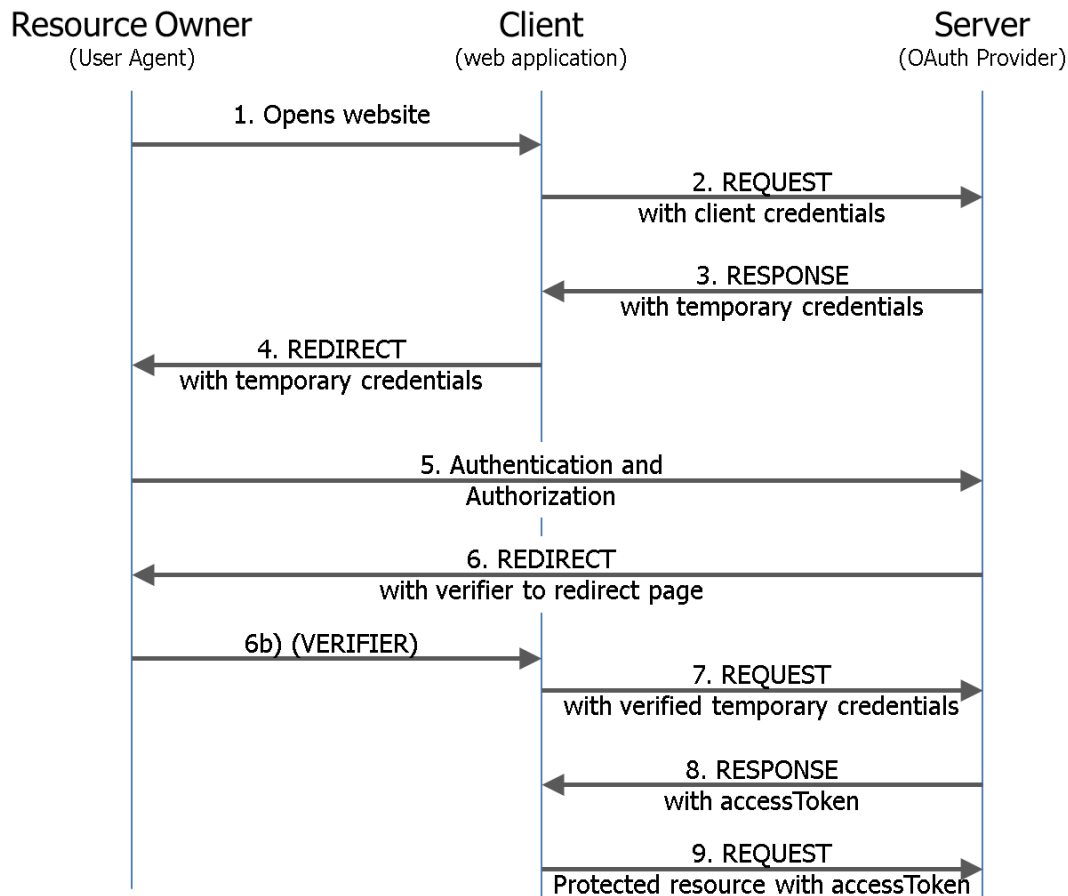 Resource Owner
(User Agent)
Client
(web application)
Server
(OAuth Provider)
1. Opens website
2. REQUEST
with client credentials
3. RESPONSE
with temporary credentials
4. REDIRECT
with temporary credentials
5. Authentication and
Authorization
6. REDIRECT
with verifier to redirect page
6b) (VERIFIER)
7. REQUEST
with verified temporary credentials
8. RESPONSE
with accessToken
9. REQUEST
Protected resource with accessToken